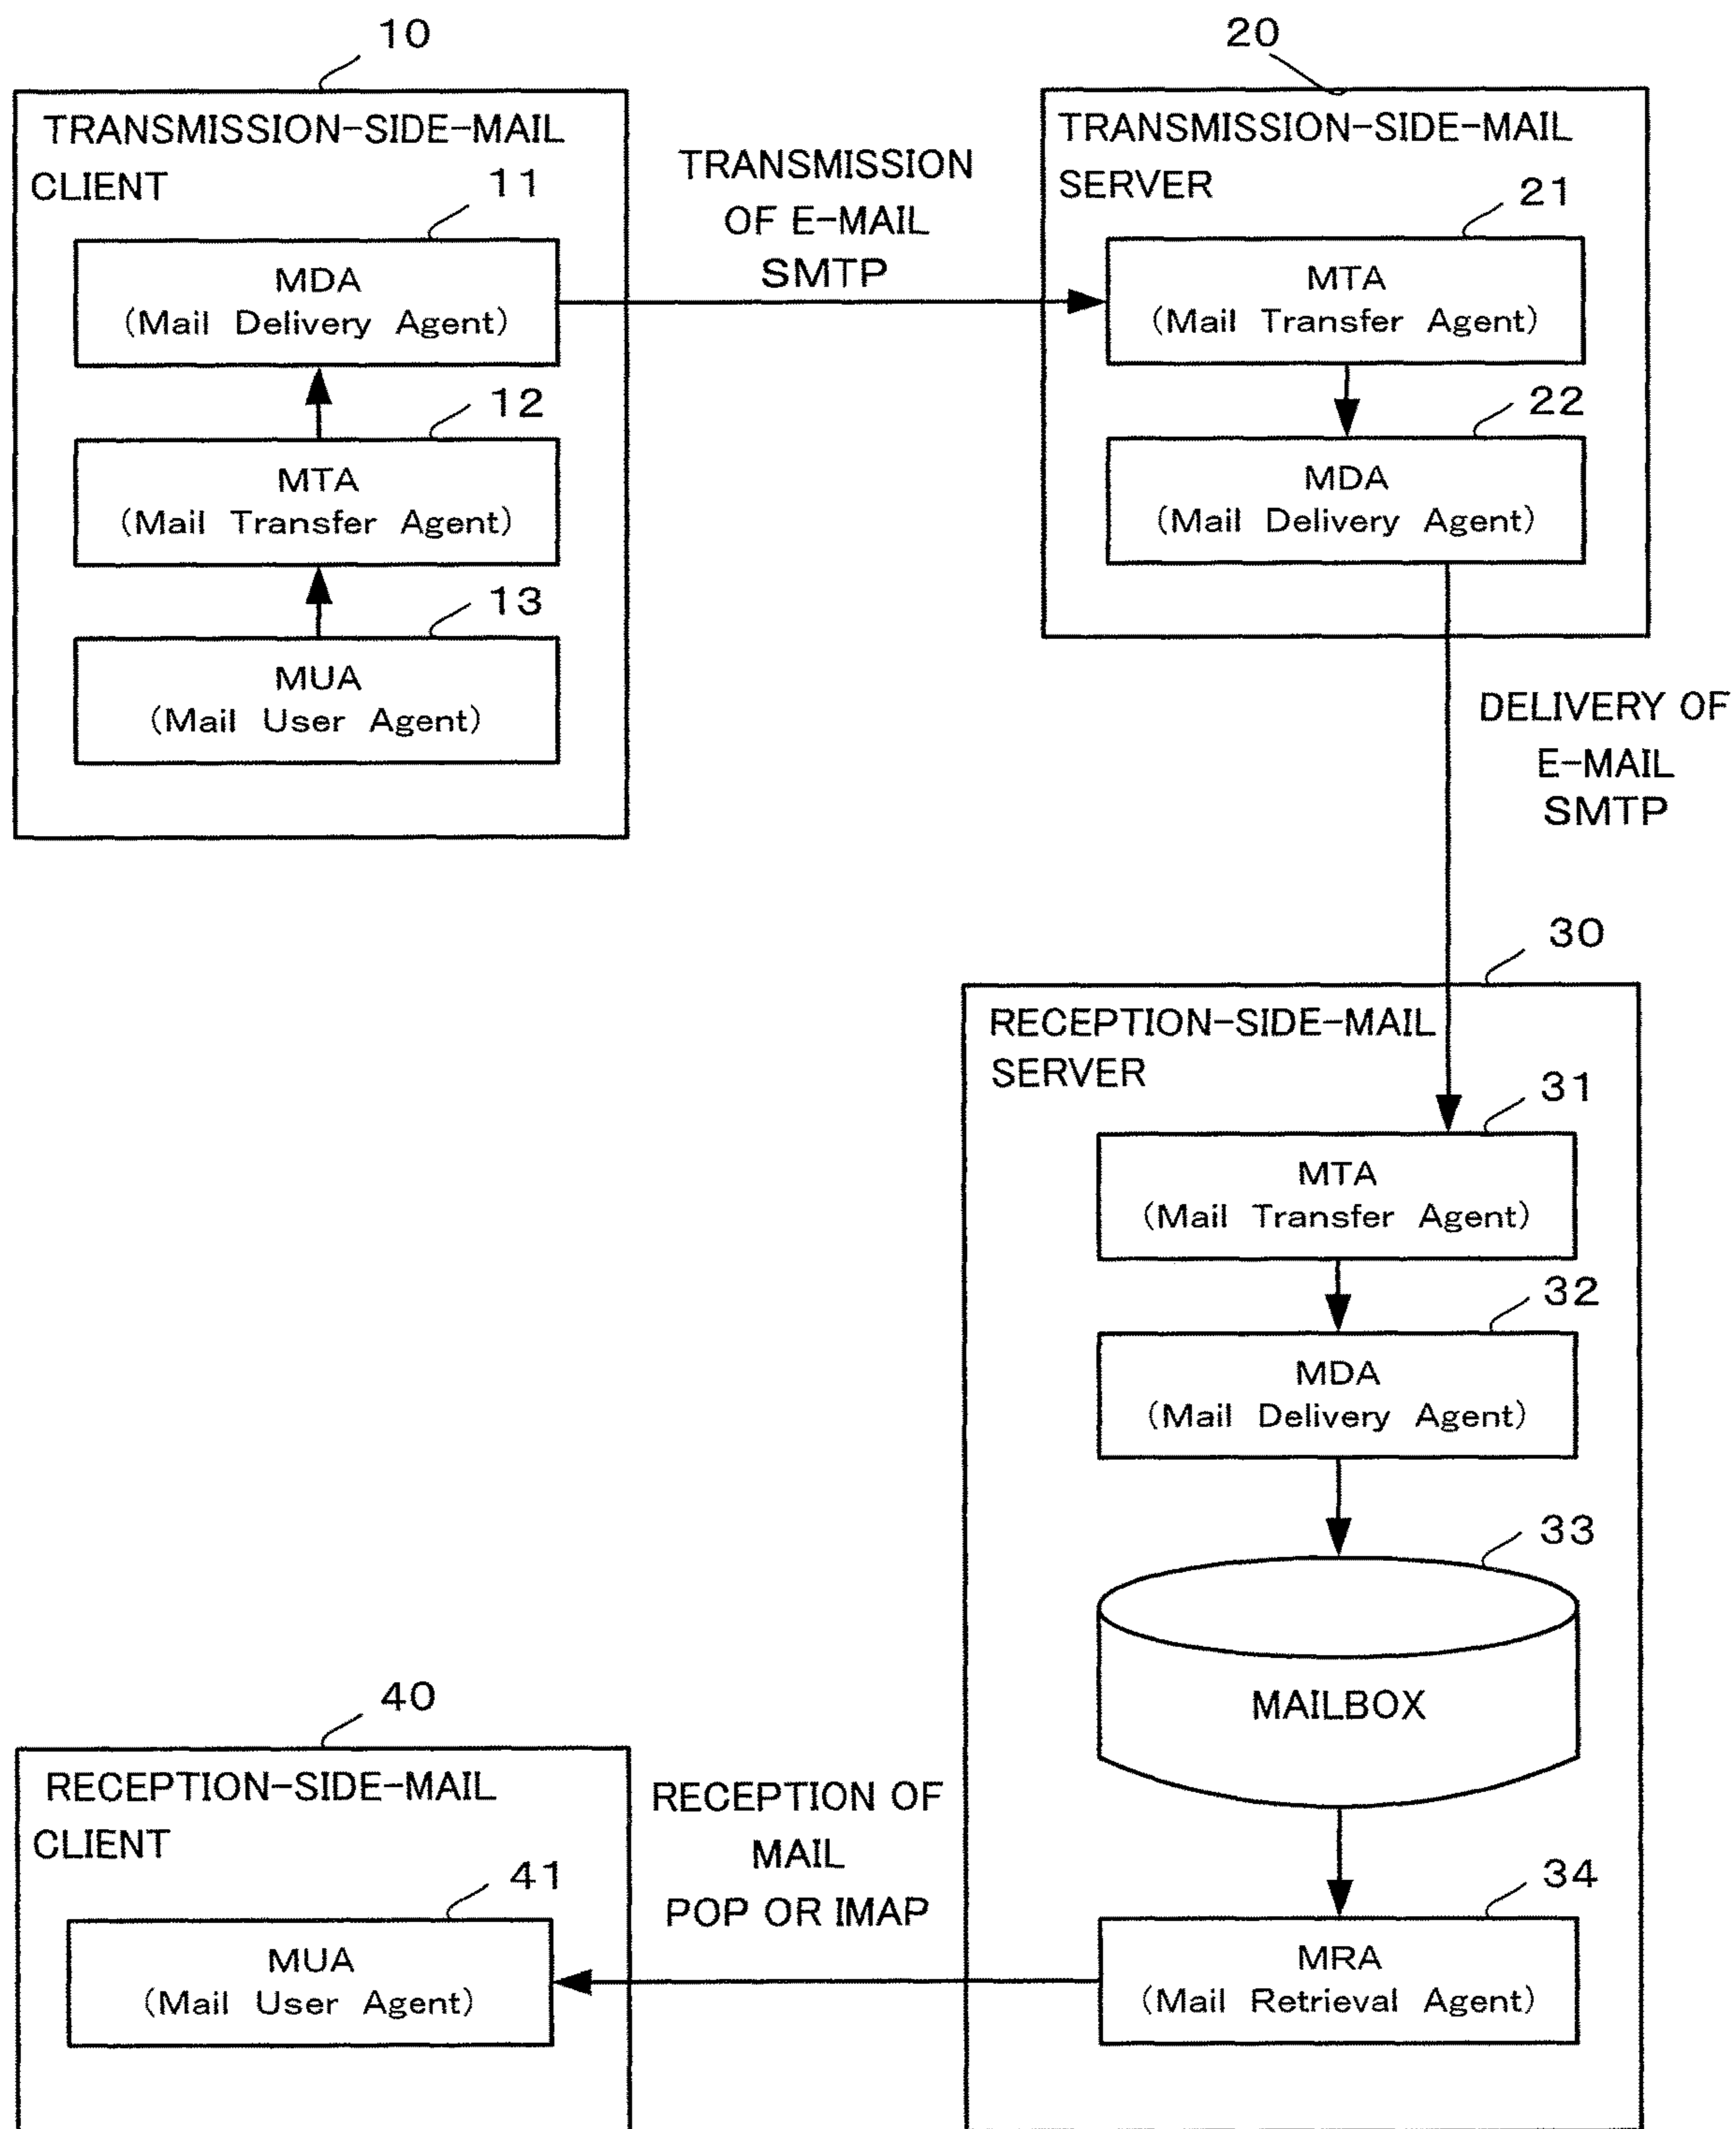 10
TRANSMISSION-SIDE-MAIL
CLIENT
11
MDA
(Mail Delivery Agent)
12
MTA
(Mail Transfer Agent)
13
MUA
(Mail User Agent)
TRANSMISSION
OF E-MAIL
SMTP
20
TRANSMISSION-SIDE-MAIL
SERVER
21
MTA
(Mail Transfer Agent)
22
MDA
(Mail Delivery Agent)
DELIVERY OF
E-MAIL
SMTP
30
RECEPTION-SIDE-MAIL
SERVER
31
MTA
(Mail Transfer Agent)
32
MDA
(Mail Delivery Agent)
33
MAILBOX
34
MRA
(Mail Retrieval Agent)
RECEPTION OF
MAIL
POP OR IMAP
40
RECEPTION-SIDE-MAIL
CLIENT
41
MUA
(Mail User Agent)